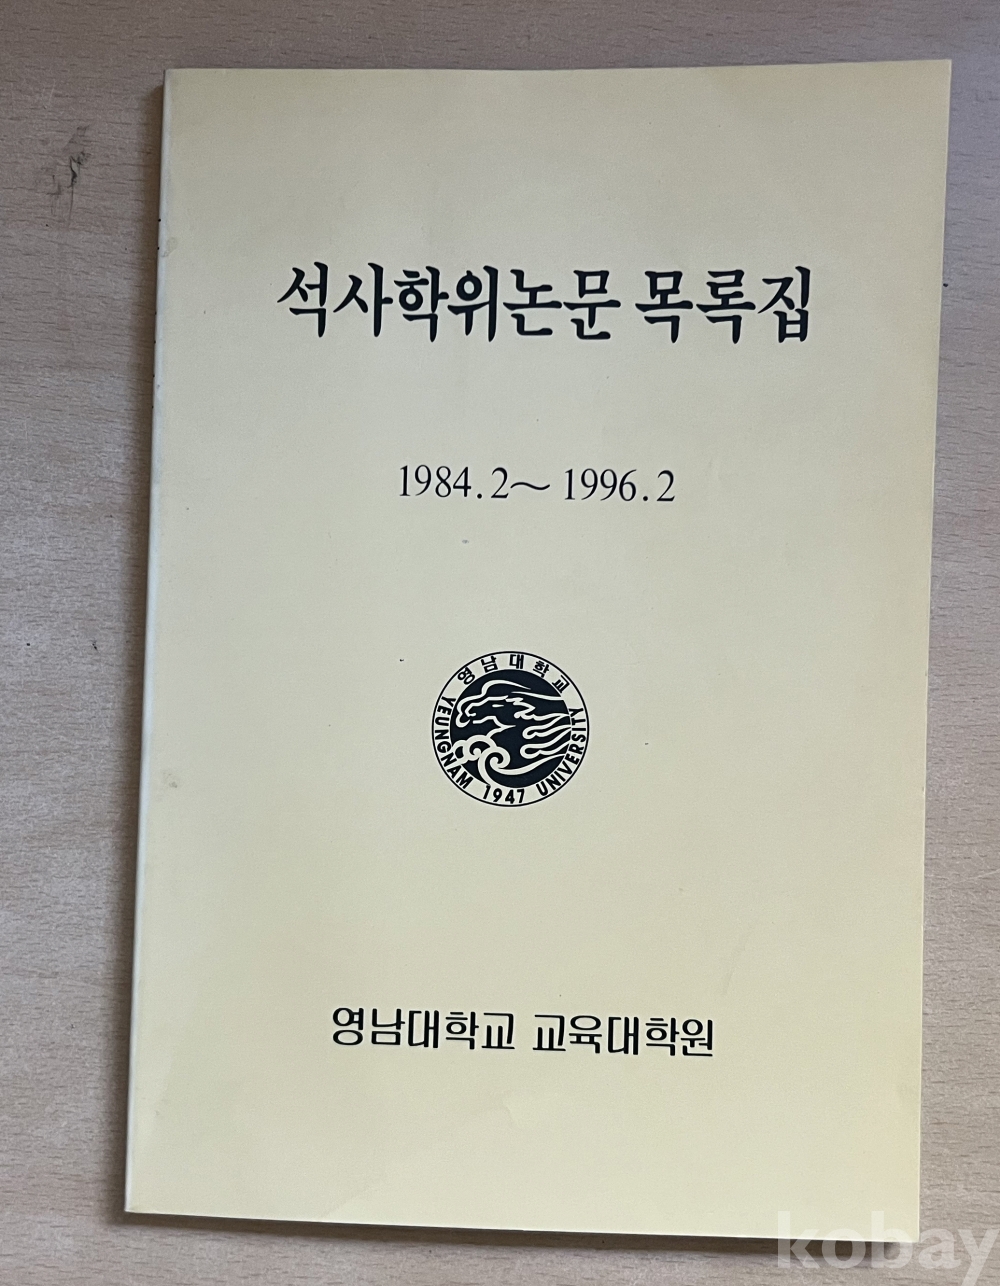 석사학위논문 목록집
1984.2~ 1996.2
영남대학교
YEUNGNAM 1947 UNIVERSITY
영남대학교 교육대학원
kobay